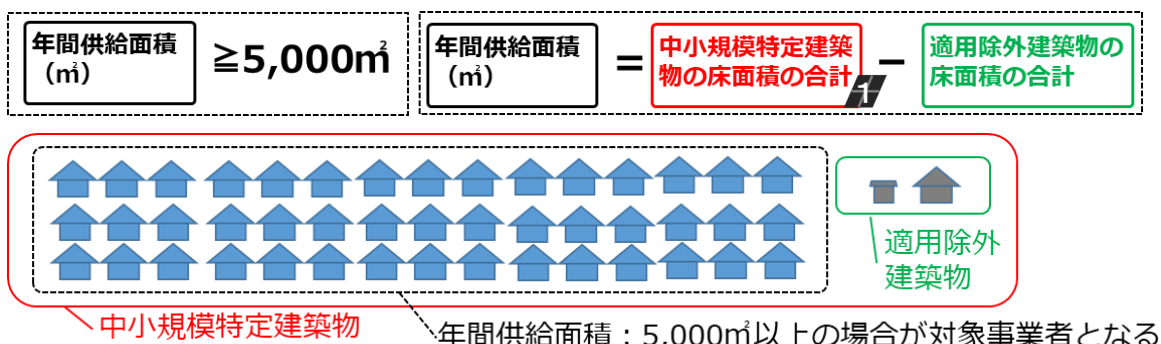 年間供給面積
（㎡）
≧5,000㎡
年間供給面積
（㎡）
＝
中小規模特定建築
物の床面積の合計
1
－
適用除外建築物の
床面積の合計
適用除外
建築物
中小規模特定建築物
年間供給面積：5,000㎡以上の場合が対象事業者となる